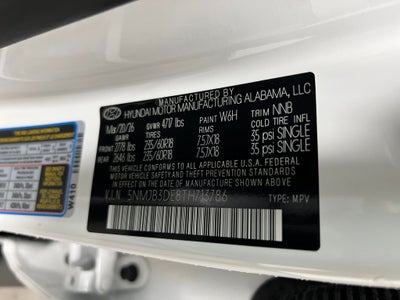 MANUFACTURED BY
HYUNDAI MOTOR MANUFACTURING ALABAMA, LLC
Mar/20/26 GVWR 4717 lbs PAINT W6H TRIM NNB
GAWR TIRES RIMS COLD TIRE INFL
FRONT 2778 lbs 235/60R18 7.5JX18 35 psi SINGLE
REAR 2646 lbs 235/60R18 7.5JX18 35 psi SINGLE
THIS VEHICLE CONFORMS TO ALL APPLICABLE U.S.A. FEDERAL
MOTOR VEHICLE SAFETY, BUMPER AND THEFT PREVENTION
STANDARDS IN EFFECT ON THE DATE OF MANUFACTURE
SHOWN ABOVE.
V.I.N 5NMJB3DE8TH713786 TYPE: MPV
W410